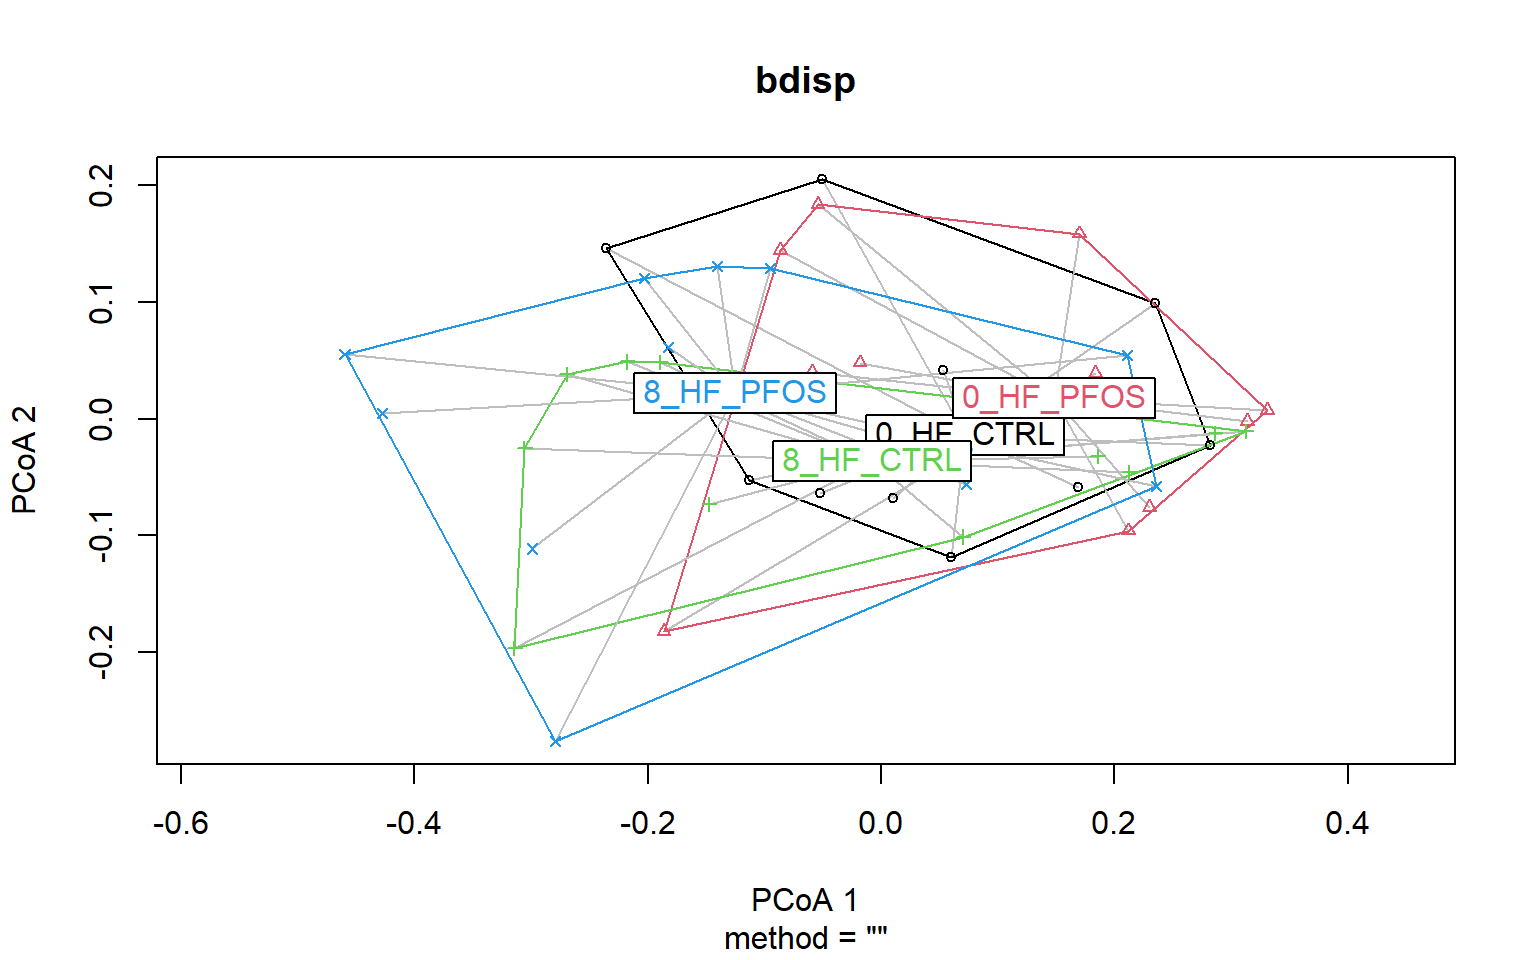 bdisp
0.2
0.1
0.0
-0.1
-0.2
PCoA 2
8_HF_PFOS
0_HF_PFOS
0_HF_CTRL
8_HF_CTRL
-0.6
-0.4
-0.2
0.0
0.2
0.4
PCoA 1
method = ""